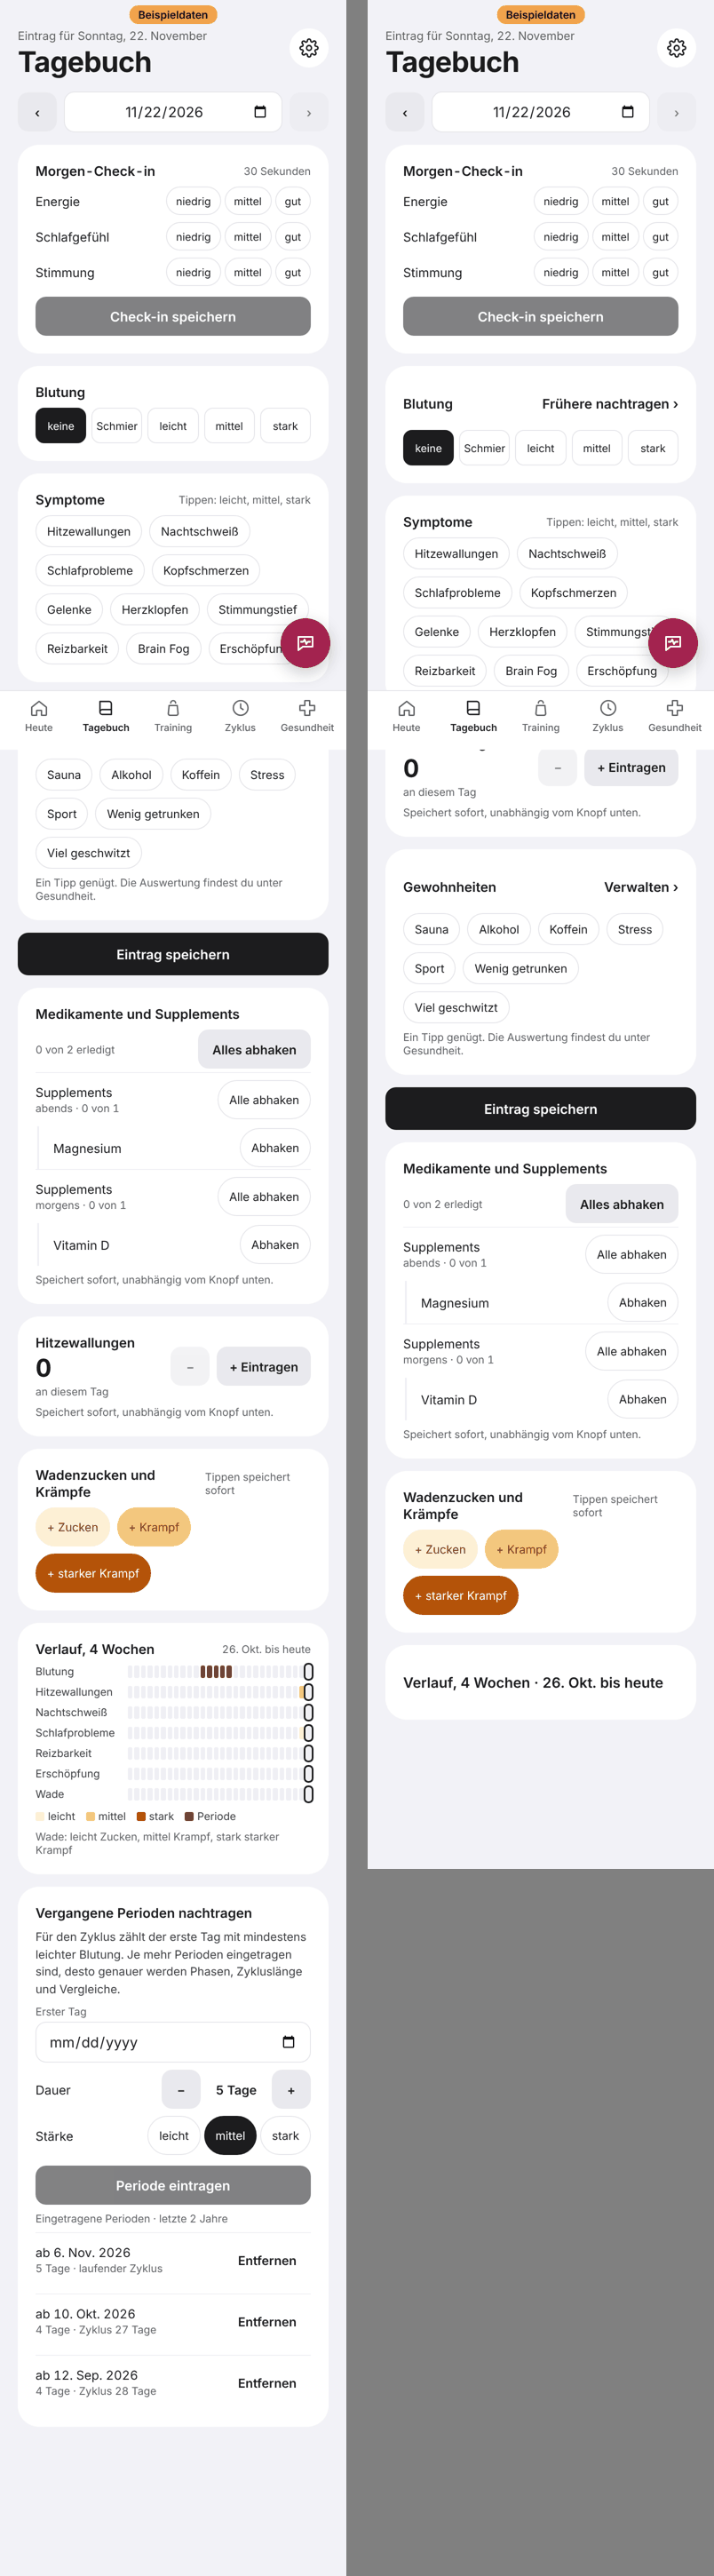 Beispieldaten
Eintrag für Sonntag, 22. November
Tagebuch
‹ 11/22/2026 ›
Morgen-Check-in 30 Sekunden
Energie niedrig mittel gut
Schlafgefühl niedrig mittel gut
Stimmung niedrig mittel gut
Check-in speichern
Blutung
keine Schmier leicht mittel stark
Symptome Tippen: leicht, mittel, stark
Hitzewallungen Nachtschweiß
Schlafprobleme Kopfschmerzen
Gelenke Herzklopfen Stimmungstief
Reizbarkeit Brain Fog
Heute Tagebuch Training Zyklus Gesundheit
Sauna Alkohol Koffein Stress
Sport Wenig getrunken
Viel geschwitzt
Ein Tipp genügt. Die Auswertung findest du unter
Gesundheit.
Eintrag speichern
Medikamente und Supplements
0 von 2 erledigt Alles abhaken
Supplements
abends · 0 von 1 Alle abhaken
Magnesium Abhaken
Supplements
morgens · 0 von 1 Alle abhaken
Vitamin D Abhaken
Speichert sofort, unabhängig vom Knopf unten.
Hitzewallungen
0 − + Eintragen
an diesem Tag
Speichert sofort, unabhängig vom Knopf unten.
Wadenzucken und
Krämpfe
Tippen speichert
sofort
+ Zucken + Krampf
+ starker Krampf
Verlauf, 4 Wochen 26. Okt. bis heute
Blutung
Hitzewallungen
Nachtschweiß
Schlafprobleme
Reizbarkeit
Erschöpfung
Wade
leicht mittel stark Periode
Wade: leicht Zucken, mittel Krampf, stark starker
Krampf
Vergangene Perioden nachtragen
Für den Zyklus zählt der erste Tag mit mindestens
leichter Blutung. Je mehr Perioden eingetragen
sind, desto genauer werden Phasen, Zykluslänge
und Vergleiche.
Erster Tag
mm/dd/yyyy
Dauer − 5 Tage +
Stärke leicht mittel stark
Periode eintragen
Eingetragene Perioden · letzte 2 Jahre
ab 6. Nov. 2026
5 Tage · laufender Zyklus Entfernen
ab 10. Okt. 2026
4 Tage · Zyklus 27 Tage Entfernen
ab 12. Sep. 2026
4 Tage · Zyklus 28 Tage Entfernen
Beispieldaten
Eintrag für Sonntag, 22. November
Tagebuch
‹ 11/22/2026 ›
Morgen-Check-in 30 Sekunden
Energie niedrig mittel gut
Schlafgefühl niedrig mittel gut
Stimmung niedrig mittel gut
Check-in speichern
Blutung Frühere nachtragen ›
keine Schmier leicht mittel stark
Symptome Tippen: leicht, mittel, stark
Hitzewallungen Nachtschweiß
Schlafprobleme Kopfschmerzen
Gelenke Herzklopfen
Reizbarkeit Brain Fog Erschöpfung
Heute Tagebuch Training Zyklus Gesundheit
0 − + Eintragen
an diesem Tag
Speichert sofort, unabhängig vom Knopf unten.
Gewohnheiten Verwalten ›
Sauna Alkohol Koffein Stress
Sport Wenig getrunken
Viel geschwitzt
Ein Tipp genügt. Die Auswertung findest du unter
Gesundheit.
Eintrag speichern
Medikamente und Supplements
0 von 2 erledigt Alles abhaken
Supplements
abends · 0 von 1 Alle abhaken
Magnesium Abhaken
Supplements
morgens · 0 von 1 Alle abhaken
Vitamin D Abhaken
Speichert sofort, unabhängig vom Knopf unten.
Wadenzucken und
Krämpfe
Tippen speichert
sofort
+ Zucken + Krampf
+ starker Krampf
Verlauf, 4 Wochen · 26. Okt. bis heute